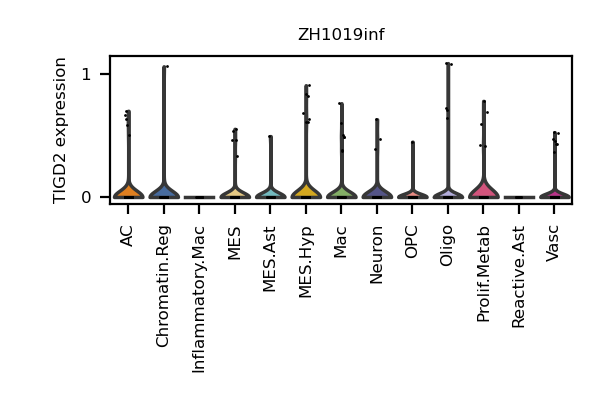 ZH1019inf
TIGD2 expression
1
0
AC
Chromatin.Reg
Inflammatory.Mac
MES
MES.Ast
MES.Hyp
Mac
Neuron
OPC
Oligo
Prolif.Metab
Reactive.Ast
Vasc